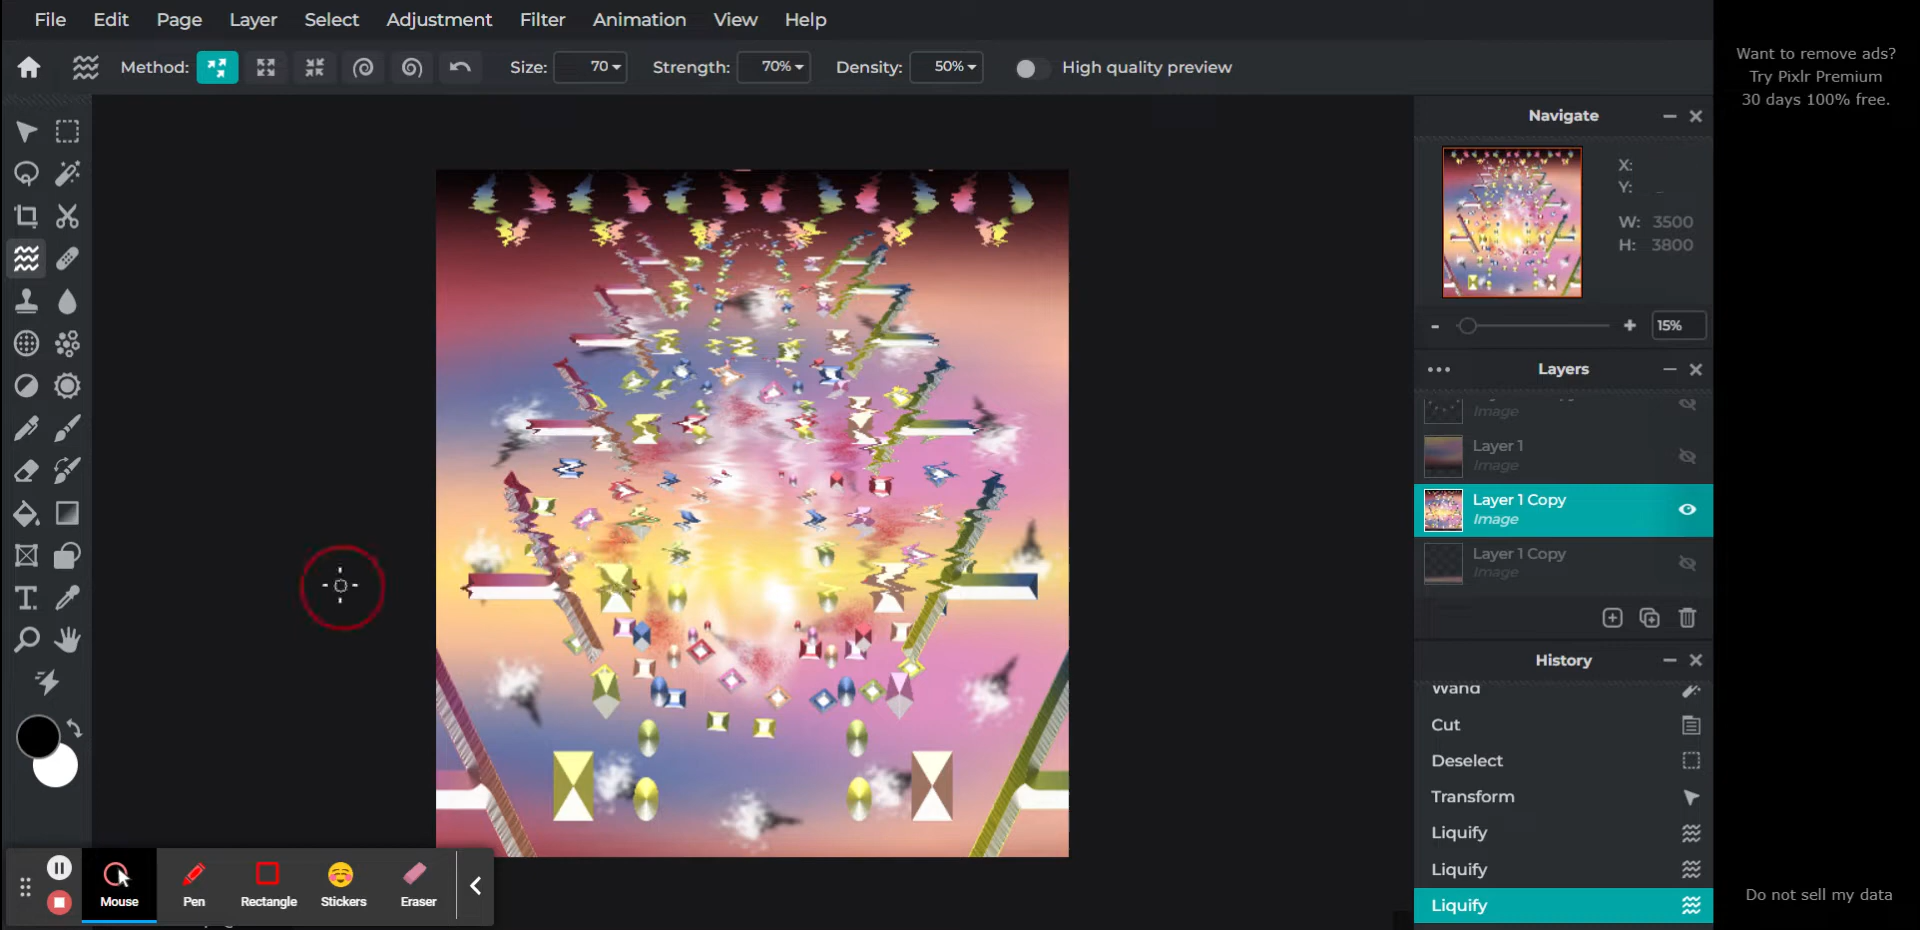 File Edit Page Layer Select Adjustment Filter Animation View Help
Method: Size: 70 Strength: 70% Density: 50% High quality preview
Want to remove ads?
Try Pixlr Premium
30 days 100% free.
Navigate
X:
Y:
W: 3500
H: 3800
- + 15%
Layers
Image
Layer 1
Image
Layer 1 Copy
Image
Layer 1 Copy
Image
History
Wand
Cut
Deselect
Transform
Liquify
Liquify
Liquify
Mouse Pen Rectangle Stickers Eraser
Do not sell my data